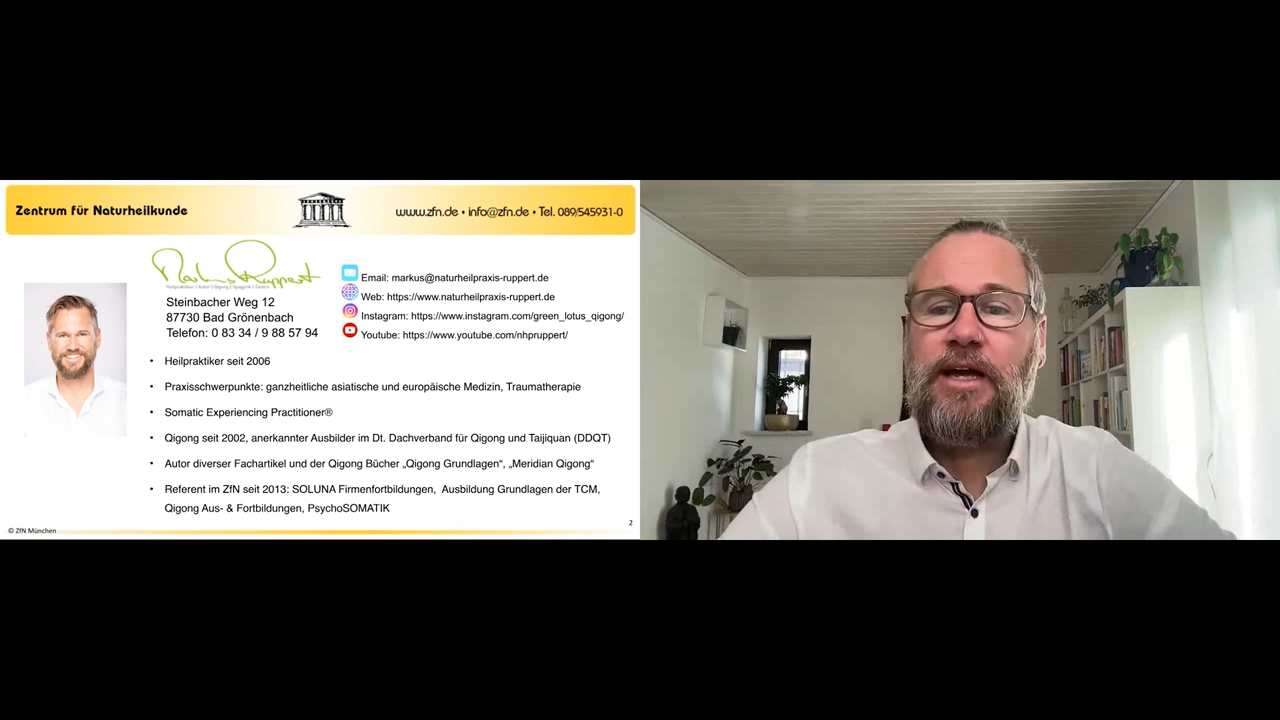 Zentrum für Naturheilkunde
www.zfn.de • info@zfn.de • Tel. 089/545931-0
Markus Ruppert
Heilpraktiker | Autor | Qigong | Spagyrik | Tantra
Steinbacher Weg 12
87730 Bad Grönenbach
Telefon: 0 83 34 / 9 88 57 94
Email: markus@naturheilpraxis-ruppert.de
Web: https://www.naturheilpraxis-ruppert.de
Instagram: https://www.instagram.com/green_lotus_qigong/
Youtube: https://www.youtube.com/nhpruppert/
• Heilpraktiker seit 2006
• Praxisschwerpunkte: ganzheitliche asiatische und europäische Medizin, Traumatherapie
• Somatic Experiencing Practitioner®
• Qigong seit 2002, anerkannter Ausbilder im Dt. Dachverband für Qigong und Taijiquan (DDQT)
• Autor diverser Fachartikel und der Qigong Bücher „Qigong Grundlagen“, „Meridian Qigong“
• Referent im ZfN seit 2013: SOLUNA Firmenfortbildungen, Ausbildung Grundlagen der TCM,
Qigong Aus- & Fortbildungen, PsychoSOMATIK
2
© ZfN München